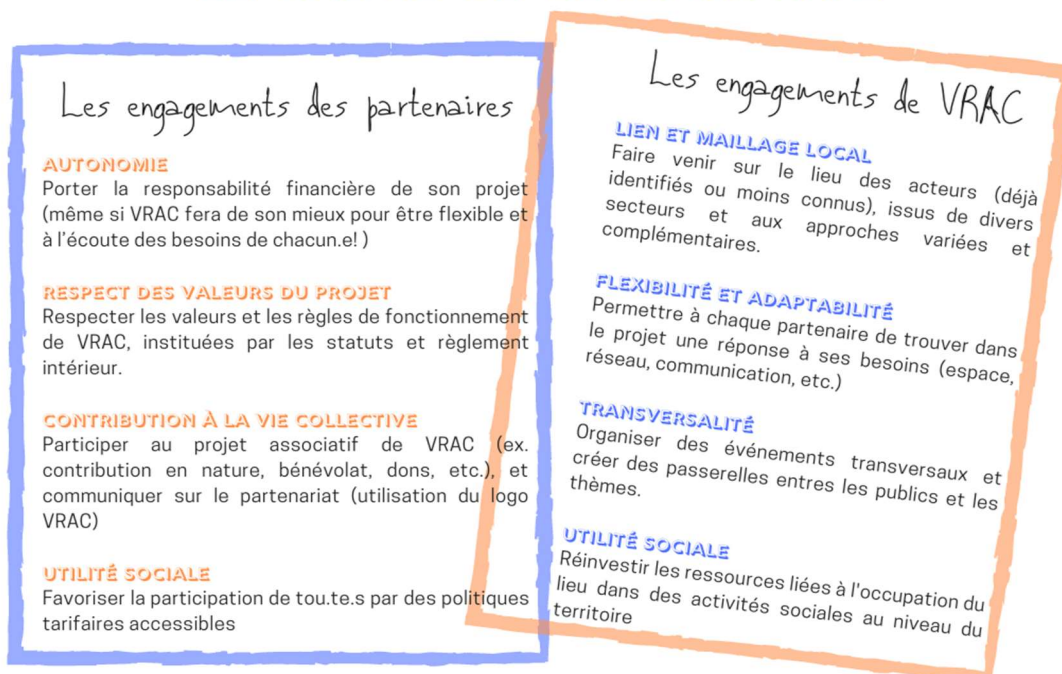 Les engagements des partenaires
AUTONOMIE
Porter la responsabilité financière de son projet
(même si VRAC fera de son mieux pour être flexible et
à l'écoute des besoins de chacun.e! )
RESPECT DES VALEURS DU PROJET
Respecter les valeurs et les règles de fonctionnement
de VRAC, instituées par les statuts et règlement
intérieur.
CONTRIBUTION À LA VIE COLLECTIVE
Participer au projet associatif de VRAC (ex.
contribution en nature, bénévolat, dons, etc.), et
communiquer sur le partenariat (utilisation du logo
VRAC)
UTILITÉ SOCIALE
Favoriser la participation de tou.te.s par des politiques
tarifaires accessibles
Les engagements de VRAC
LIEN ET MAILLAGE LOCAL
Faire venir sur le lieu des acteurs (déjà
identifiés ou moins connus), issus de divers
secteurs et aux approches variées et
complémentaires.
FLEXIBILITÉ ET ADAPTABILITÉ
Permettre à chaque partenaire de trouver dans
le projet une réponse à ses besoins (espace,
réseau, communication, etc.)
TRANSVERSALITÉ
Organiser des événements transversaux et
créer des passerelles entres les publics et les
thèmes.
UTILITÉ SOCIALE
Réinvestir les ressources liées à l'occupation du
lieu dans des activités sociales au niveau du
territoire